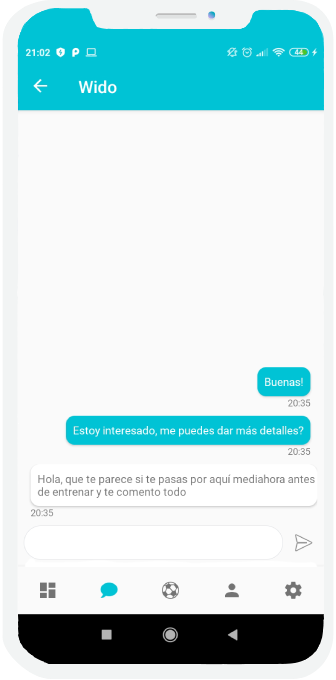 21:02
44
Wido
Buenas!
20:35
Estoy interesado, me puedes dar más detalles?
20:35
Hola, que te parece si te pasas por aquí mediahora antes
de entrenar y te comento todo
20:35